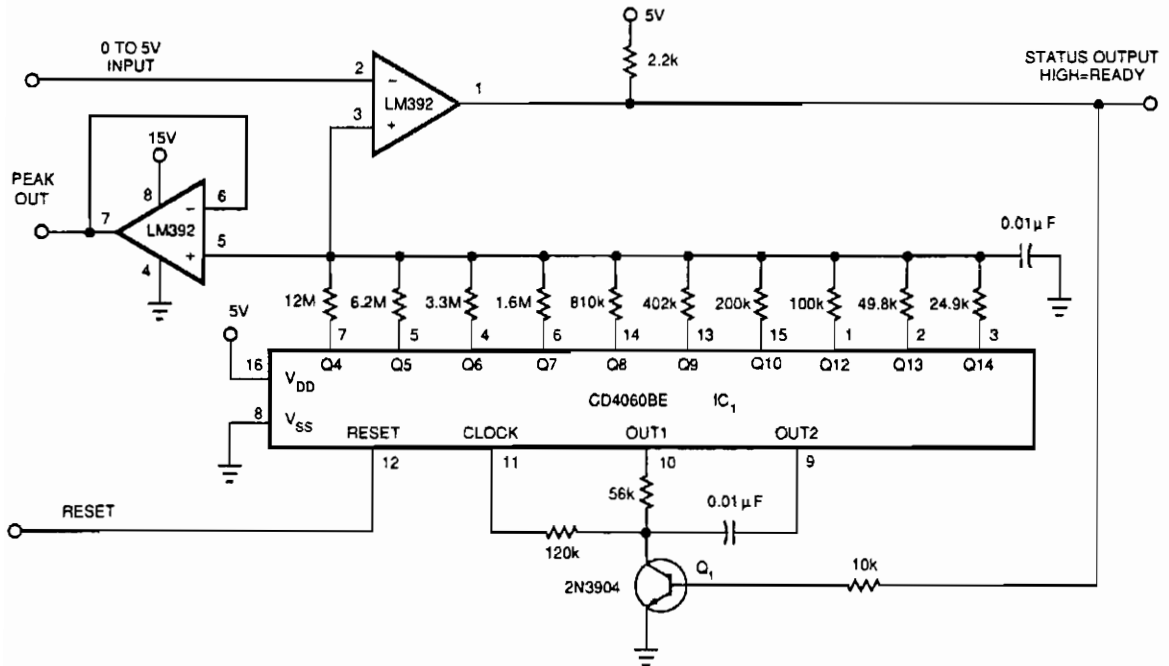 5V
0 TO 5V
INPUT
2.2k
STATUS OUTPUT
HIGH=READY
2
−
LM392
1
3
+
15V
PEAK
OUT
8
6
−
7
LM392
5
+
4
0.01µF
12M
6.2M
3.3M
1.6M
810k
402k
200k
100k
49.8k
24.9k
5V
7
5
4
6
14
13
15
1
2
3
16
Q4
Q5
Q6
Q7
Q8
Q9
Q10
Q12
Q13
Q14
VDD
CD4060BE
IC1
8
VSS
RESET
CLOCK
OUT1
OUT2
12
11
10
9
56k
0.01µF
RESET
120k
Q1
10k
2N3904